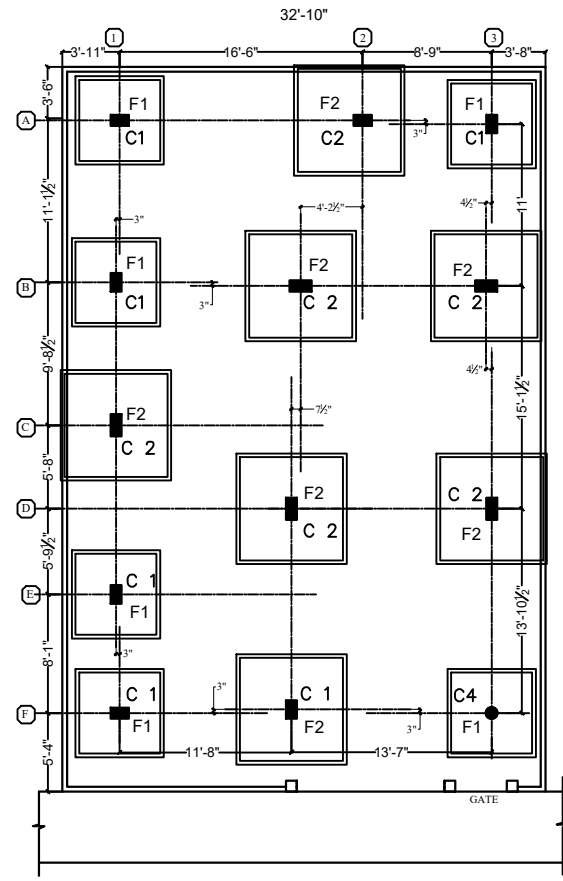 32'-10"
1
2
3
3'-11"
16'-6"
8'-9"
3'-8"
3'-6"
A
F1
C1
F2
C2
F1
C1
3"
11'-1½"
3"
4'-2½"
4½"
11'
B
F1
C1
3"
F2
C 2
F2
C 2
9'-8½"
4½"
15'-1½"
C
F2
C 2
7½"
5'-8"
D
F2
C 2
C 2
F2
5'-9½"
E
C 1
F1
13'-10½"
8'-1"
3"
3"
F
C 1
F1
C 1
F2
C4
F1
3"
5'-4"
11'-8"
13'-7"
GATE